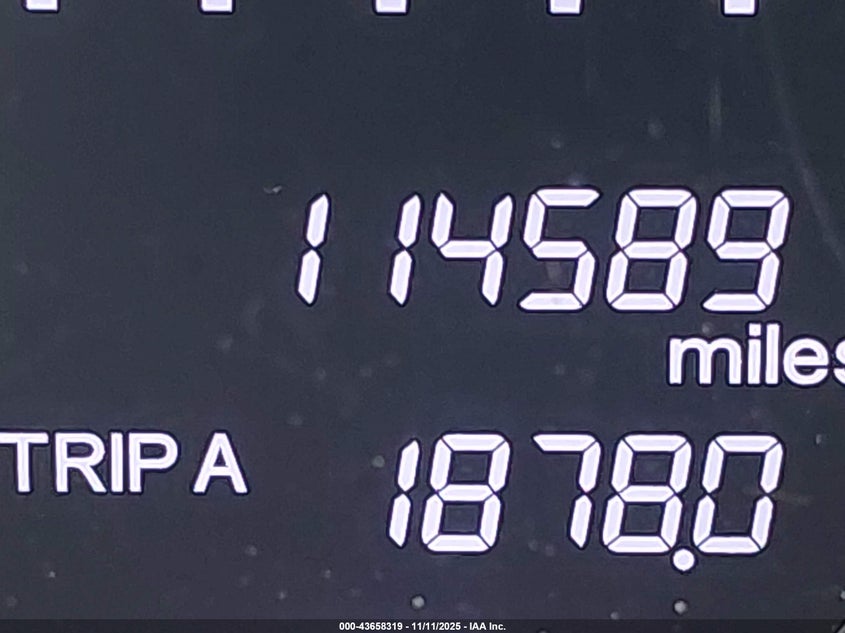 114589
miles
TRIP A 1878.0
000-43658319 - 11/11/2025 - IAA Inc.